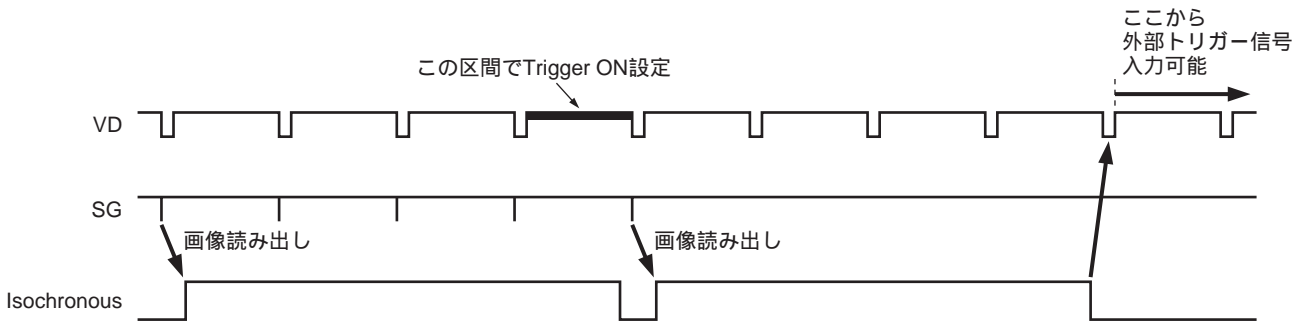 ここから
外部トリガー信号
入力可能
この区間でTrigger ON設定
VD
SG
画像読み出し
画像読み出し
Isochronous